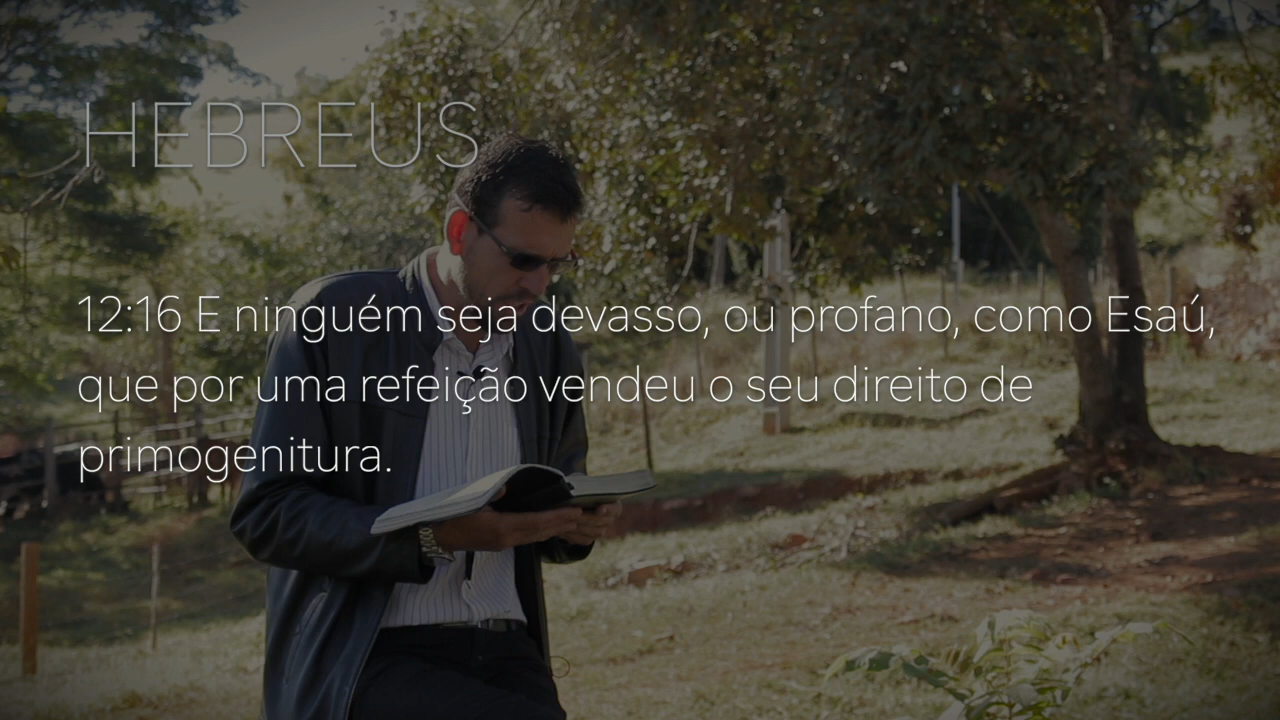 HEBREUS
12:16 E ninguém seja devasso, ou profano, como Esaú,
que por uma refeição vendeu o seu direito de
primogenitura.